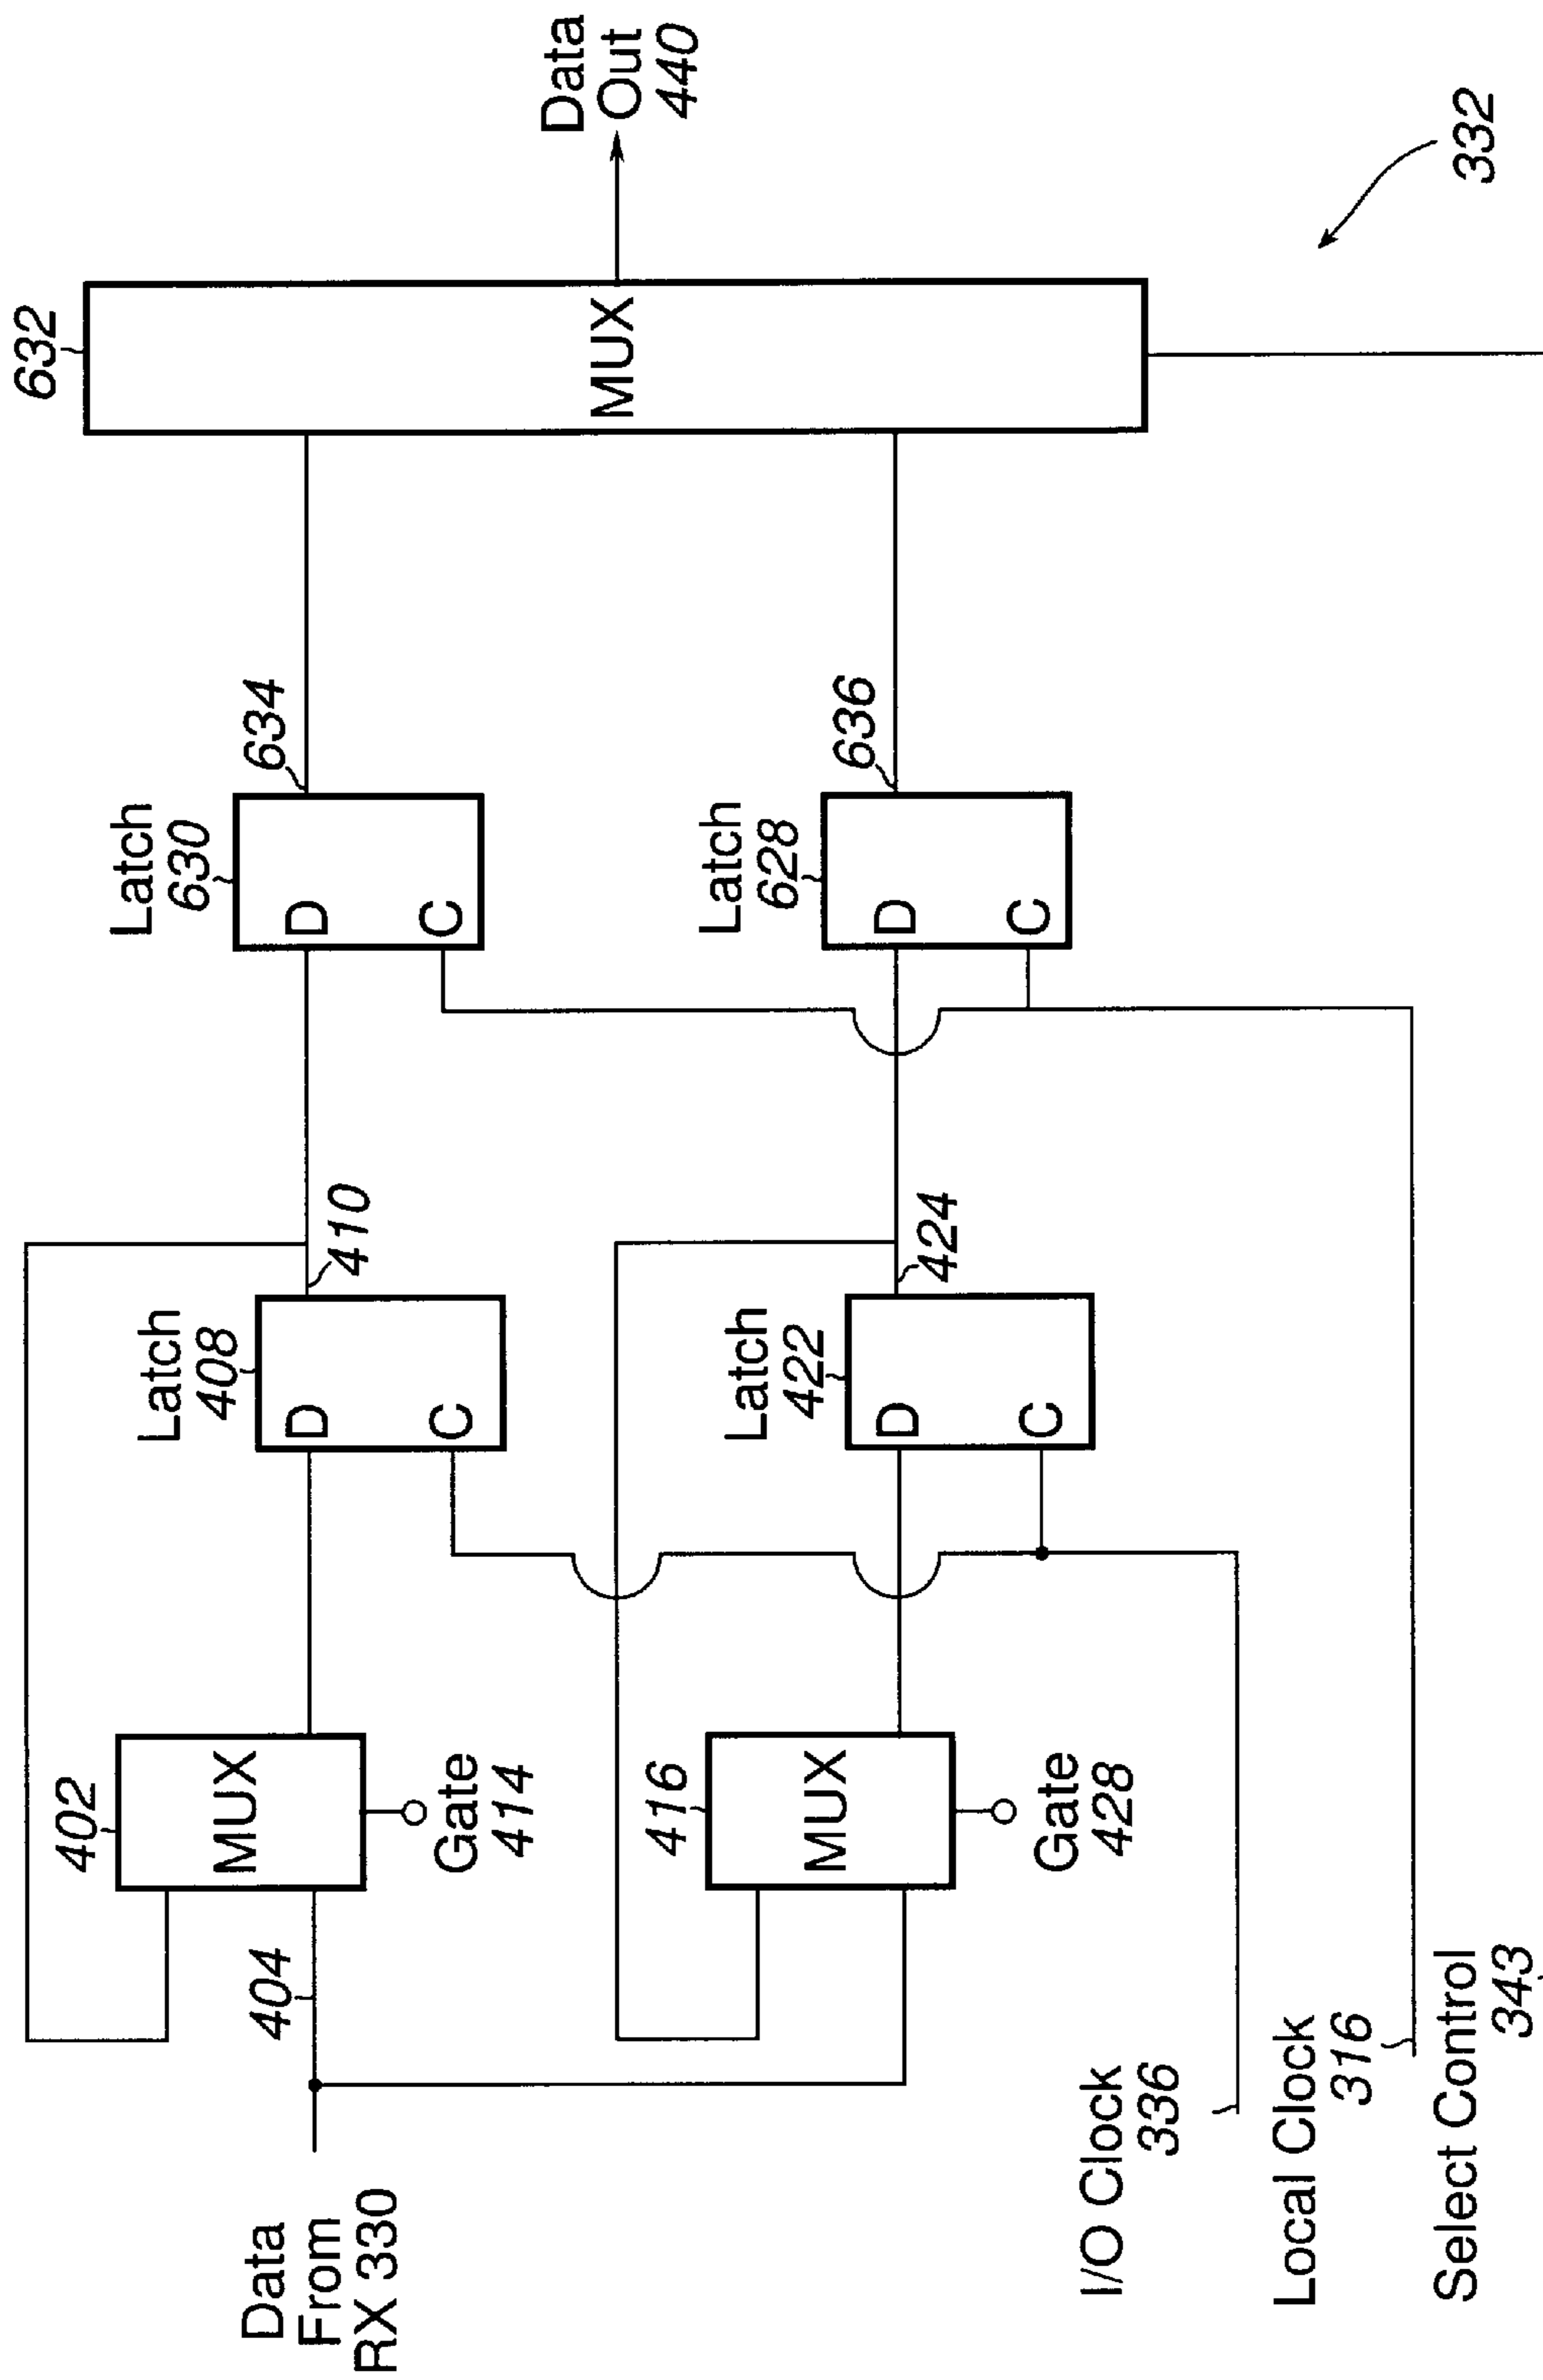 632
Latch
630
634
Latch
408
410
402
MUX
D
C
D
C
Gate
414
404
Data
From
RX 330
Latch
628
636
Latch
422
424
416
MUX
D
C
D
C
Gate
428
MUX
Data
Out
440
I/O Clock
336
Local Clock
316
Select Control
343
332